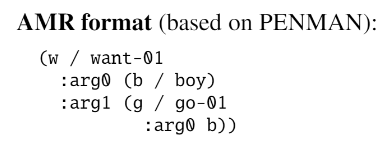 AMR format (based on PENMAN):
(w / want-01
:arg0 (b / boy)
:arg1 (g / go-01
:arg0 b))